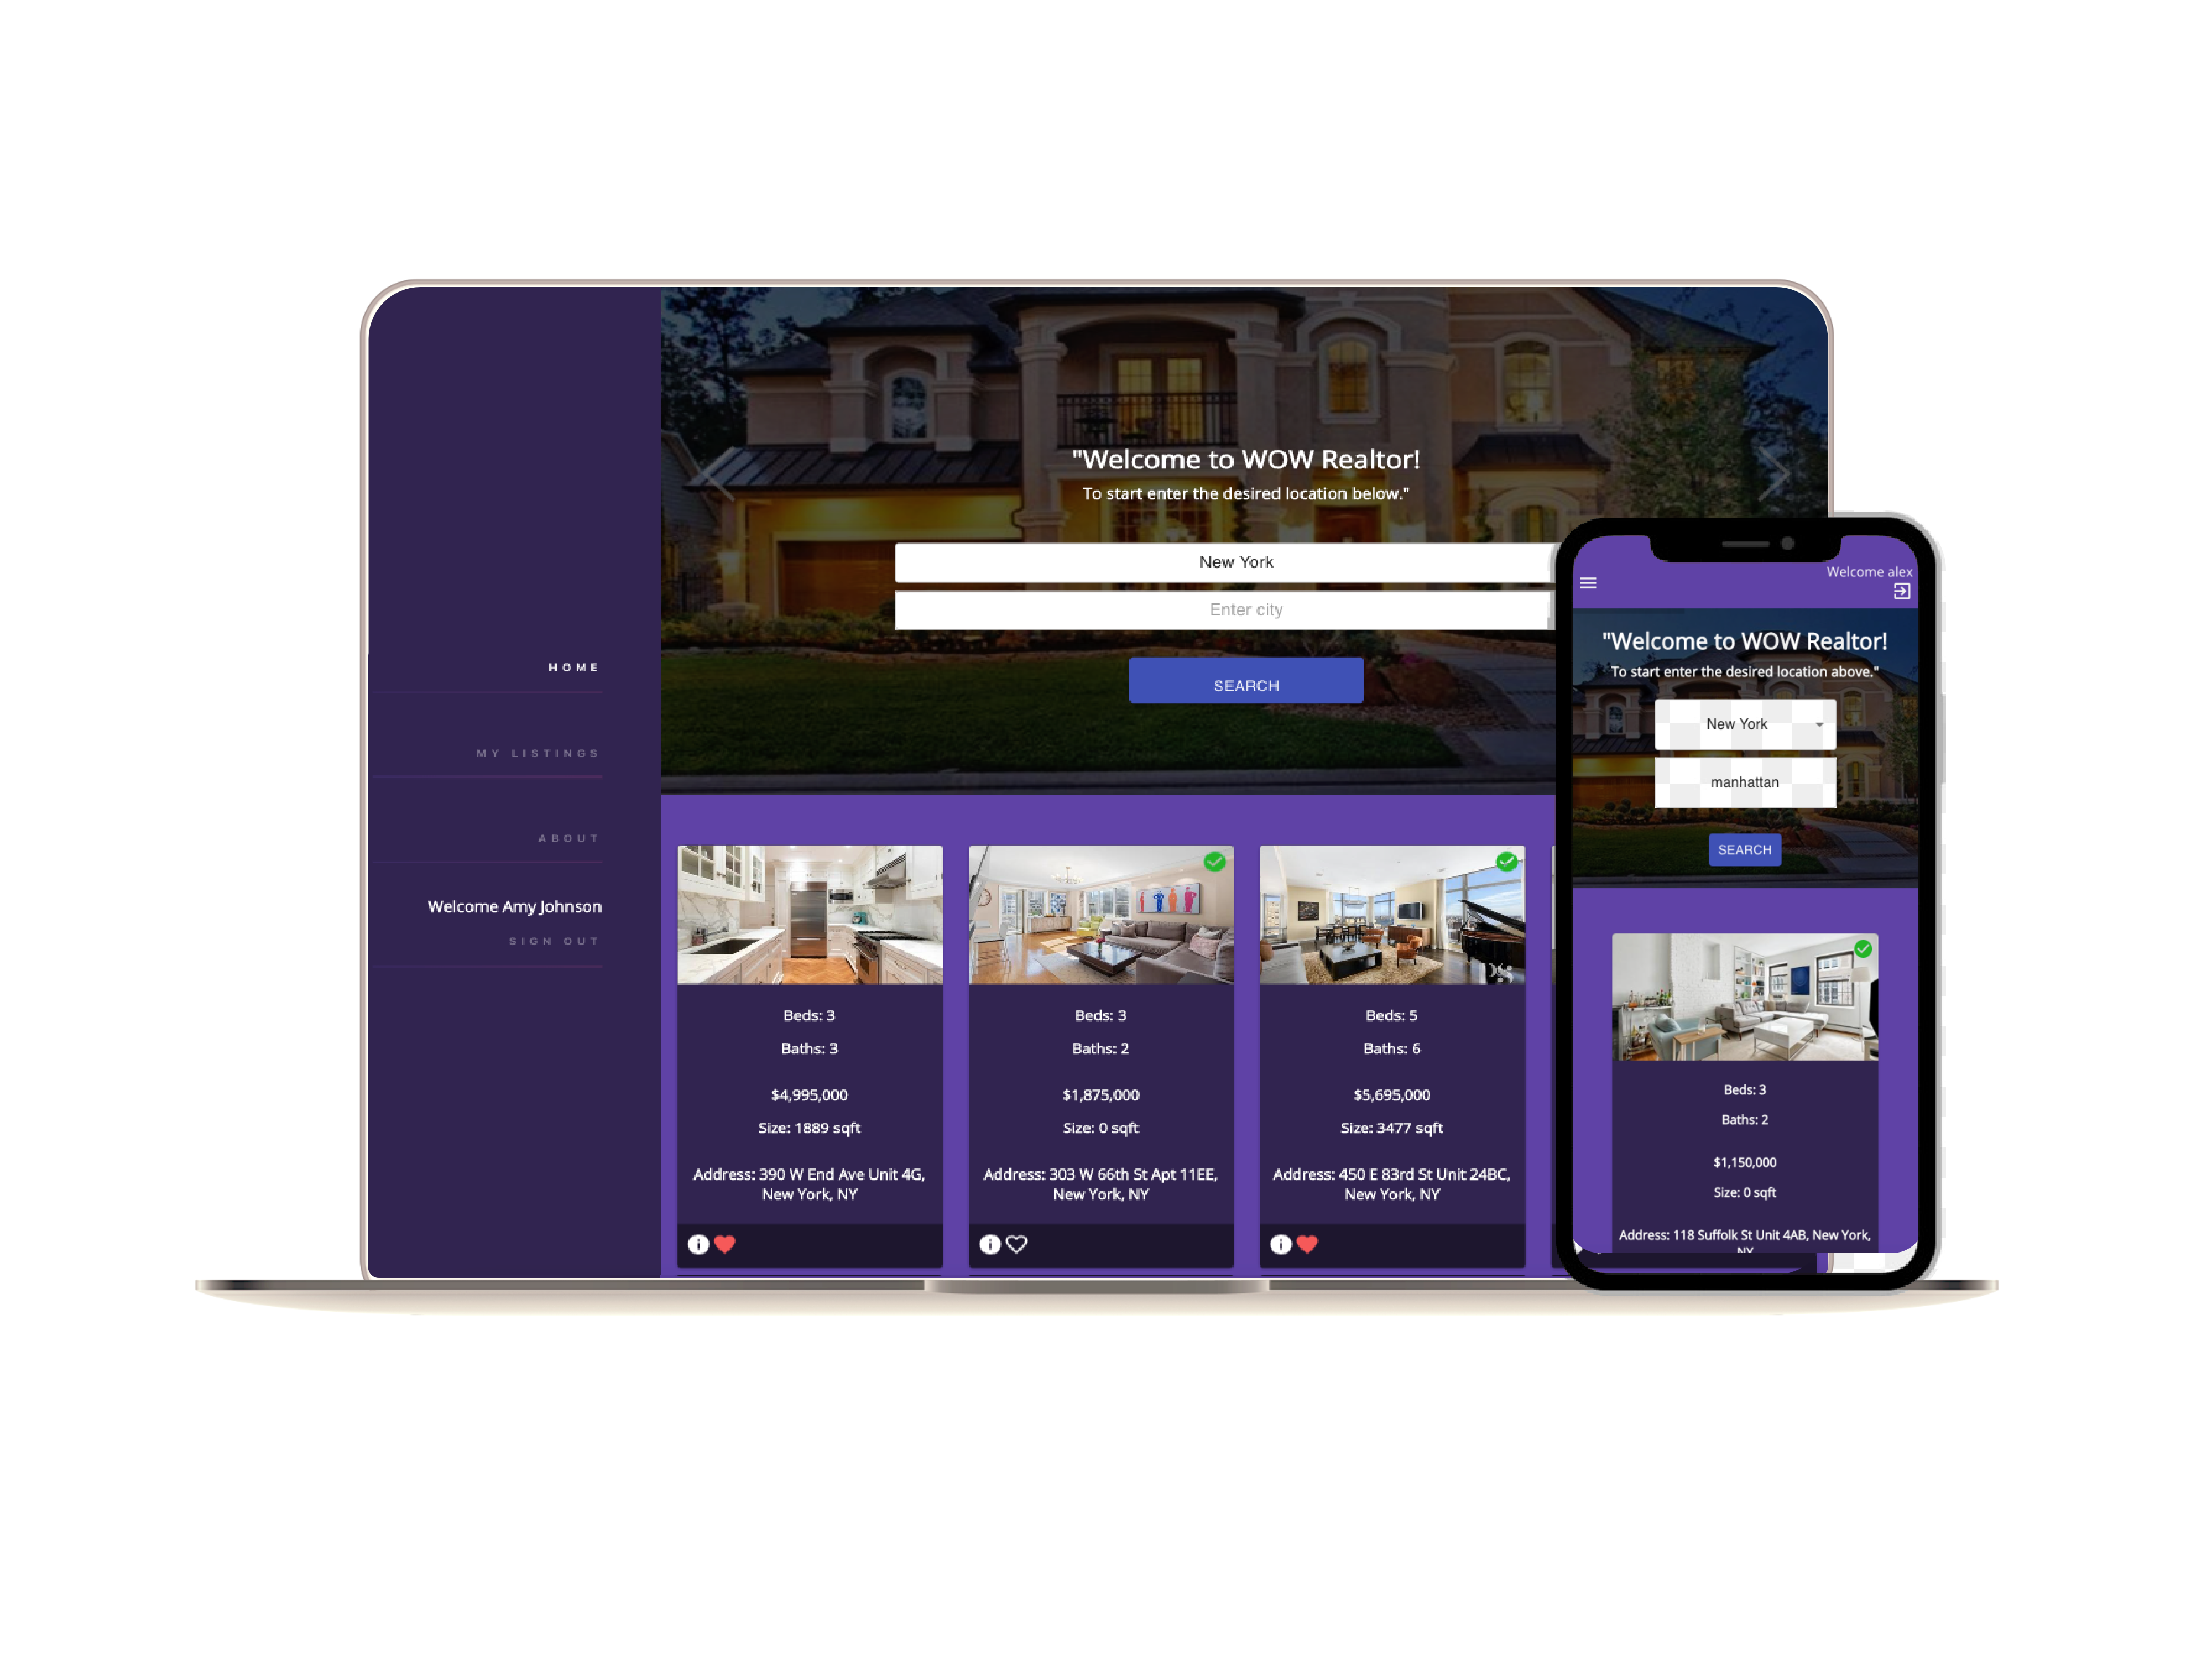 HOME
MY LISTINGS
ABOUT
Welcome Amy Johnson
SIGN OUT
"Welcome to WOW Realtor!
To start enter the desired location below."
New York
Enter city
SEARCH
Beds: 3
Baths: 3
$4,995,000
Size: 1889 sqft
Address: 390 W End Ave Unit 4G,
New York, NY
Beds: 3
Baths: 2
$1,875,000
Size: 0 sqft
Address: 303 W 66th St Apt 11EE,
New York, NY
Beds: 5
Baths: 6
$5,695,000
Size: 3477 sqft
Address: 450 E 83rd St Unit 24BC,
New York, NY
Welcome alex
"Welcome to WOW Realtor!
To start enter the desired location above."
New York
manhattan
SEARCH
Beds: 3
Baths: 2
$1,150,000
Size: 0 sqft
Address: 118 Suffolk St Unit 4AB, New York,
NY